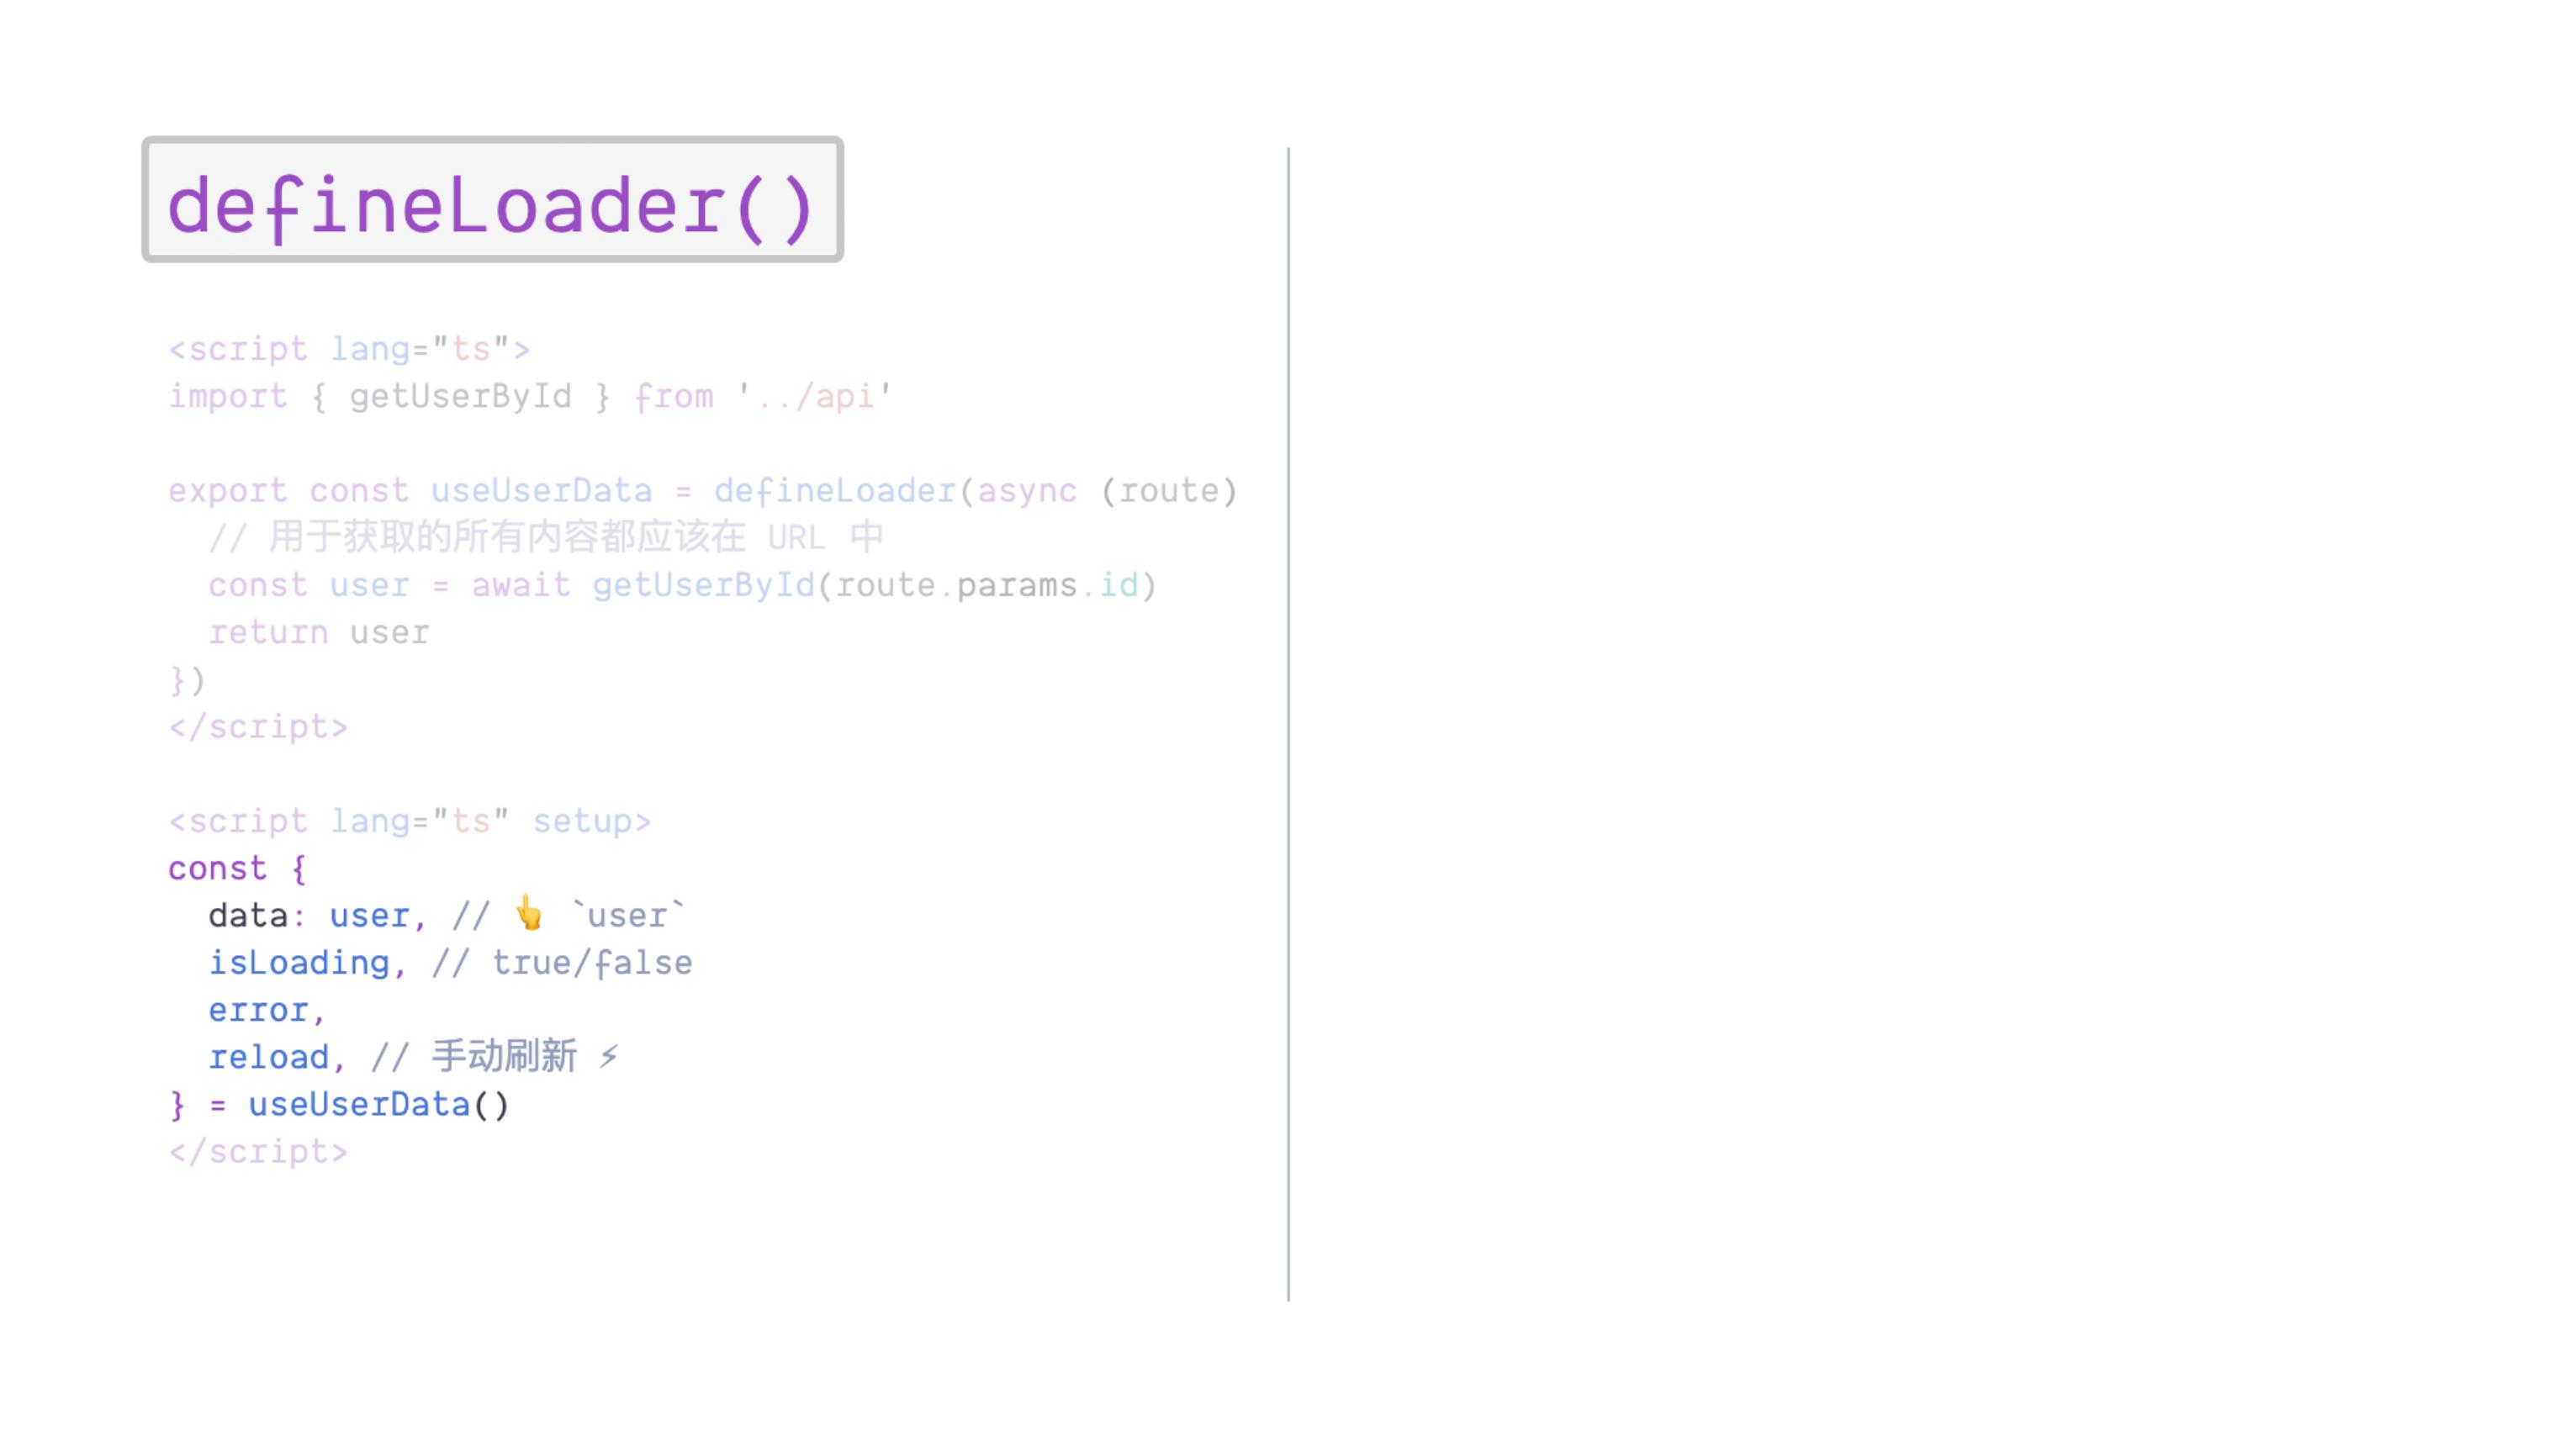 defineLoader()
<script lang="ts">
import { getUserById } from '../api'
export const useUserData = defineLoader(async (route)
// 用于获取的所有内容都应该在 URL 中
const user = await getUserById(route.params.id)
return user
})
</script>
<script lang="ts" setup>
const {
data: user, // 👆 `user`
isLoading, // true/false
error,
reload, // 手动刷新 ⚡
} = useUserData()
</script>